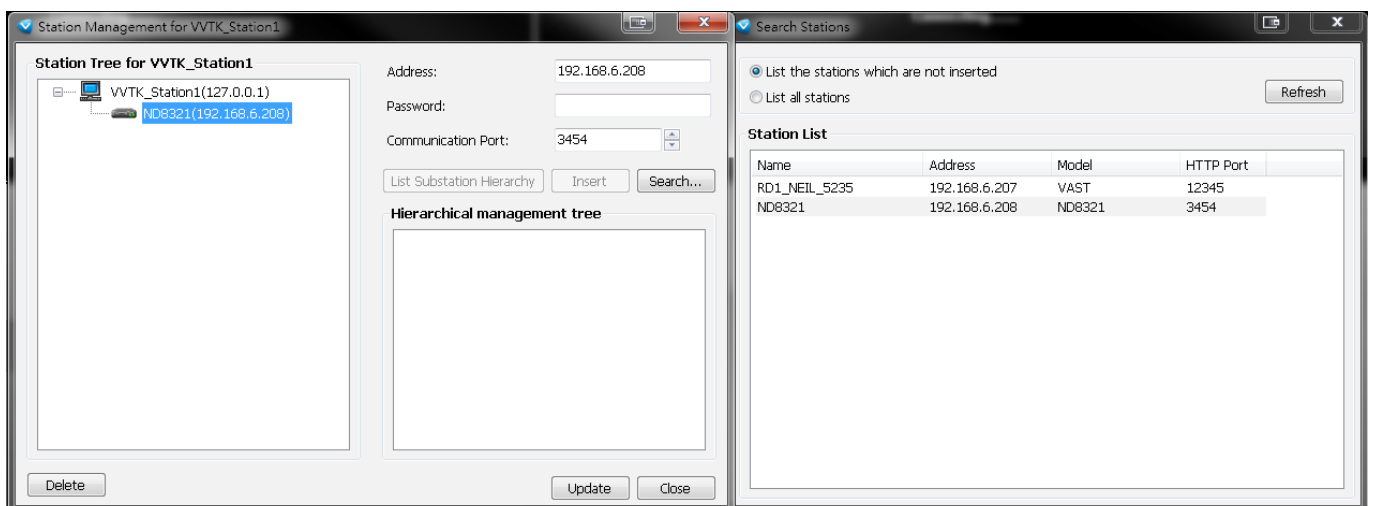 Station Management for VVTK_Station1
Station Tree for VVTK_Station1
VVTK_Station1(127.0.0.1)
ND8321(192.168.6.208)
Address:
192.168.6.208
Password:
Communication Port:
3454
List Substation Hierarchy
Insert
Search...
Hierarchical management tree
Delete
Update
Close
Search Stations
List the stations which are not inserted
List all stations
Refresh
Station List
Name Address Model HTTP Port
RD1_NEIL_5235 192.168.6.207 VAST 12345
ND8321 192.168.6.208 ND8321 3454